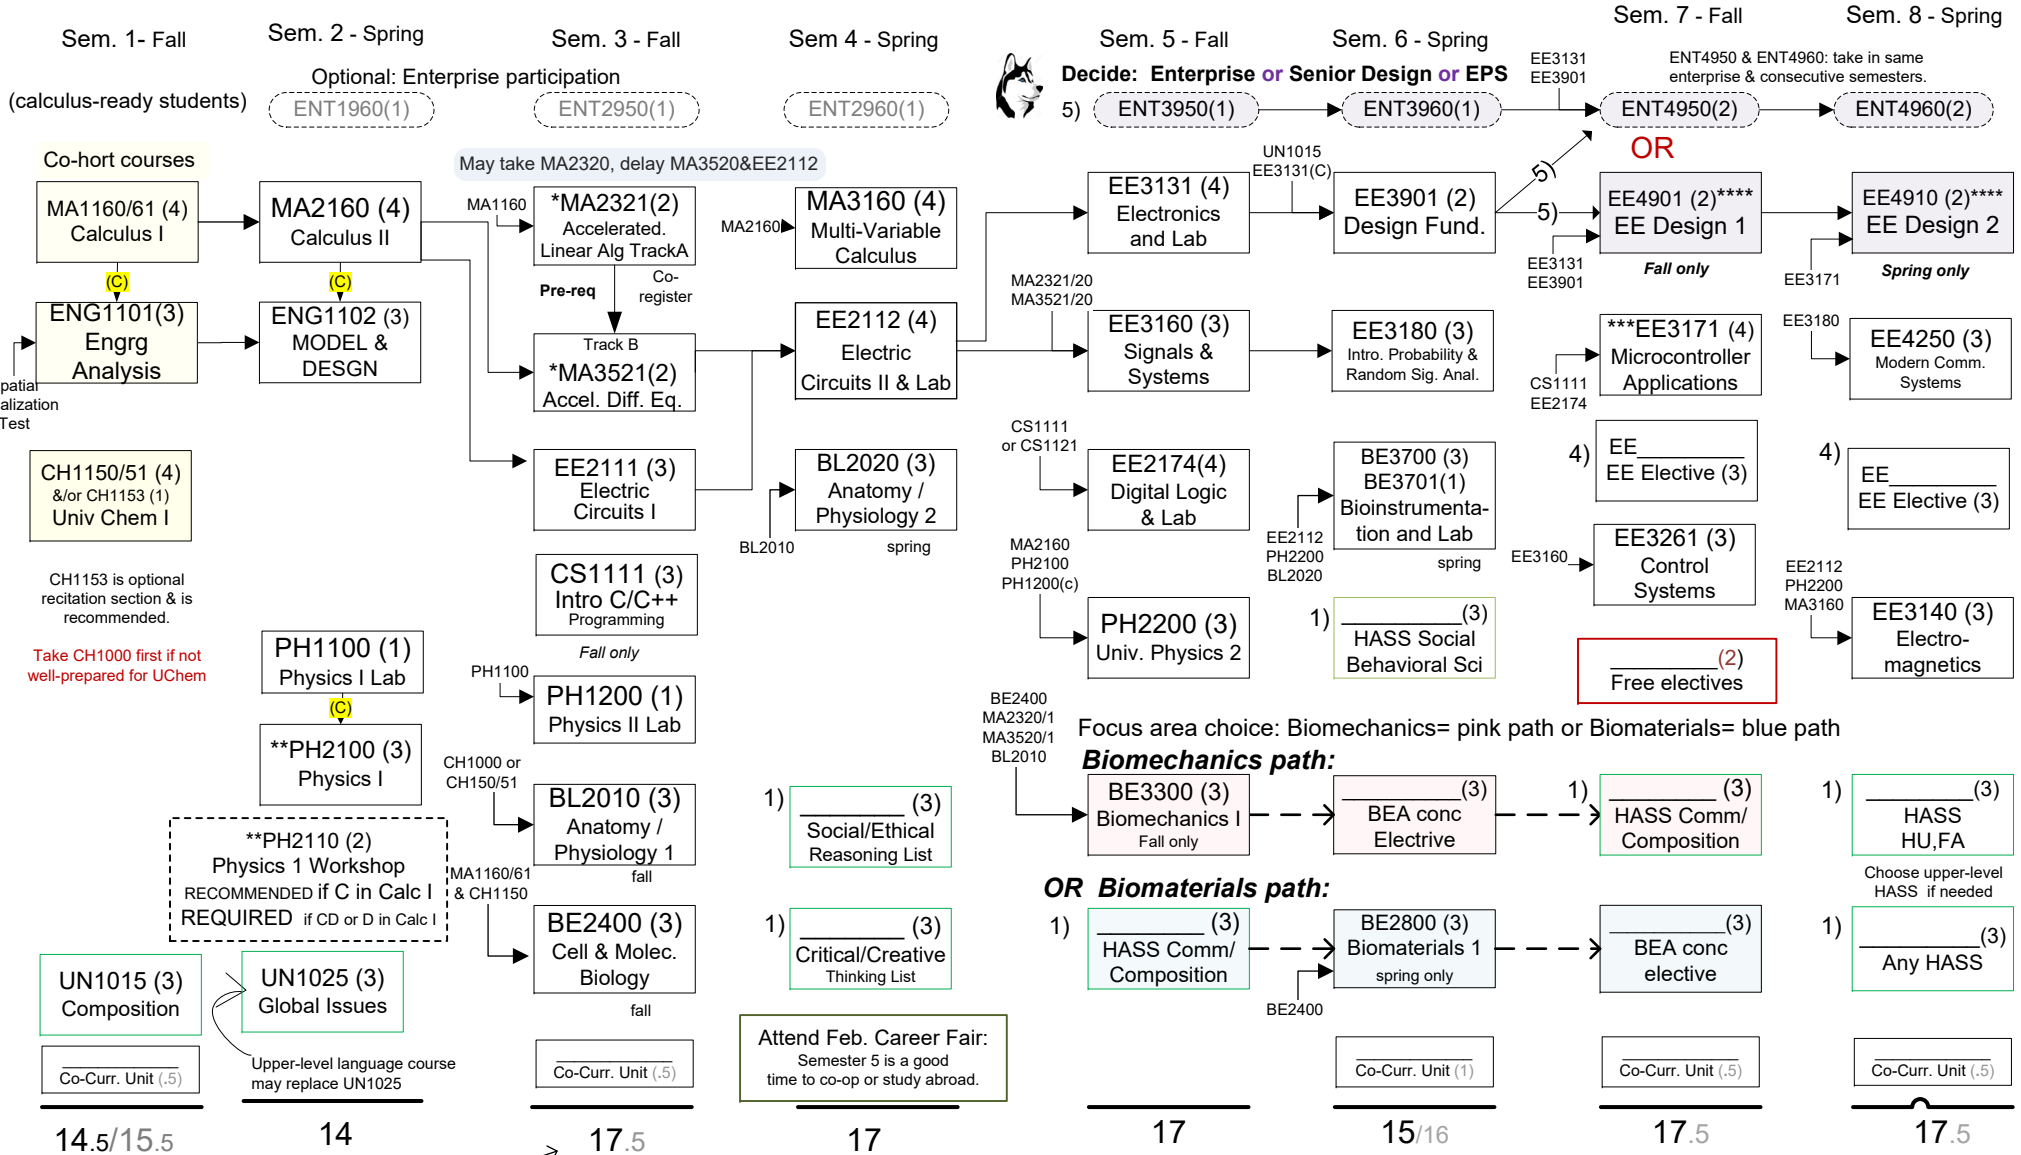 Sem. 1- Fall
Sem. 2 - Spring
Sem. 3 - Fall
Sem 4 - Spring
Sem. 5 - Fall
Sem. 6 - Spring
Sem. 7 - Fall
Sem. 8 - Spring
(calculus-ready students)
Optional: Enterprise participation
ENT1960(1)
ENT2950(1)
ENT2960(1)
Decide: Enterprise or Senior Design or EPS
5)
ENT3950(1)
ENT3960(1)
EE3131
EE3901
ENT4950 & ENT4960: take in same
enterprise & consecutive semesters.
ENT4950(2)
ENT4960(2)
OR
Co-hort courses
MA1160/61 (4)
Calculus I
(C)
ENG1101(3)
Engrg
Analysis
patial
alization
Test
CH1150/51 (4)
&/or CH1153 (1)
Univ Chem I
CH1153 is optional
recitation section & is
recommended.
Take CH1000 first if not
well-prepared for UChem
UN1015 (3)
Composition
Co-Curr. Unit (.5)
14.5/15.5
MA2160 (4)
Calculus II
(C)
ENG1102 (3)
MODEL &
DESGN
PH1100 (1)
Physics I Lab
(C)
**PH2100 (3)
Physics I
**PH2110 (2)
Physics 1 Workshop
RECOMMENDED if C in Calc I
REQUIRED if CD or D in Calc I
UN1025 (3)
Global Issues
Upper-level language course
may replace UN1025
14
May take MA2320, delay MA3520&EE2112
MA1160
*MA2321(2)
Accelerated.
Linear Alg TrackA
Pre-req
Co-
register
Track B
*MA3521(2)
Accel. Diff. Eq.
EE2111 (3)
Electric
Circuits I
CS1111 (3)
Intro C/C++
Programming
Fall only
PH1100
PH1200 (1)
Physics II Lab
CH1000 or
CH150/51
BL2010 (3)
Anatomy /
Physiology 1
fall
MA1160/61
& CH1150
BE2400 (3)
Cell & Molec.
Biology
fall
____________
Co-Curr. Unit (.5)
17.5
MA2160
MA3160 (4)
Multi-Variable
Calculus
EE2112 (4)
Electric
Circuits II & Lab
BL2020 (3)
Anatomy /
Physiology 2
BL2010
spring
1)
________ (3)
Social/Ethical
Reasoning List
1)
________ (3)
Critical/Creative
Thinking List
Attend Feb. Career Fair:
Semester 5 is a good
time to co-op or study abroad.
17
EE3131 (4)
Electronics
and Lab
MA2321/20
MA3521/20
EE3160 (3)
Signals &
Systems
CS1111
or CS1121
EE2174(4)
Digital Logic
& Lab
MA2160
PH2100
PH1200(c)
PH2200 (3)
Univ. Physics 2
UN1015
EE3131(C)
EE3901 (2)
Design Fund.
5)
5)
EE3180 (3)
Intro. Probability &
Random Sig. Anal.
BE3700 (3)
BE3701(1)
Bioinstrumenta-
tion and Lab
EE2112
PH2200
BL2020
spring
1)
__________(3)
HASS Social
Behavioral Sci
EE4901 (2)****
EE Design 1
EE3131
EE3901
Fall only
***EE3171 (4)
Microcontroller
Applications
CS1111
EE2174
4)
EE_________
EE Elective (3)
EE3160
EE3261 (3)
Control
Systems
_________(2)
Free electives
EE4910 (2)****
EE Design 2
EE3171
Spring only
EE3180
EE4250 (3)
Modern Comm.
Systems
4)
EE_________
EE Elective (3)
EE2112
PH2200
MA3160
EE3140 (3)
Electro-
magnetics
Focus area choice: Biomechanics= pink path or Biomaterials= blue path
Biomechanics path:
BE2400
MA2320/1
MA3520/1
BL2010
BE3300 (3)
Biomechanics I
Fall only
__________(3)
BEA conc
Electrive
1)
_________ (3)
HASS Comm/
Composition
1)
_________(3)
HASS
HU,FA
Choose upper-level
HASS if needed
OR Biomaterials path:
1)
_________ (3)
HASS Comm/
Composition
BE2800 (3)
Biomaterials 1
spring only
BE2400
__________(3)
BEA conc
elective
1)
__________(3)
Any HASS
____________
Co-Curr. Unit (1)
____________
Co-Curr. Unit (.5)
____________
Co-Curr. Unit (.5)
17
15/16
17.5
17.5